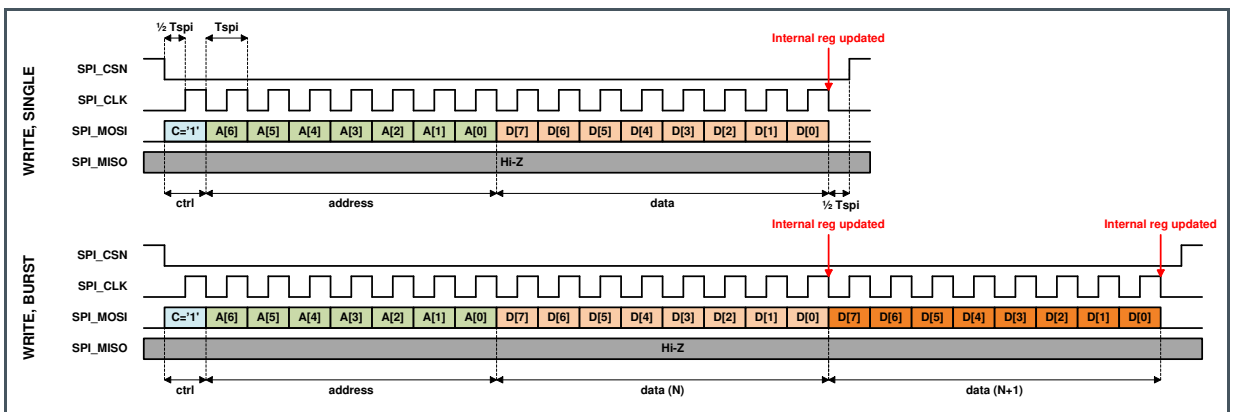 ½ Tspi Tspi
Internal reg updated
WRITE, SINGLE
SPI_CSN
SPI_CLK
SPI_MOSI C='1' A[6] A[5] A[4] A[3] A[2] A[1] A[0] D[7] D[6] D[5] D[4] D[3] D[2] D[1] D[0]
SPI_MISO Hi-Z
ctrl address data ½ Tspi
Internal reg updated Internal reg updated
WRITE, BURST
SPI_CSN
SPI_CLK
SPI_MOSI C='1' A[6] A[5] A[4] A[3] A[2] A[1] A[0] D[7] D[6] D[5] D[4] D[3] D[2] D[1] D[0] D[7] D[6] D[5] D[4] D[3] D[2] D[1] D[0]
SPI_MISO Hi-Z
ctrl address data (N) data (N+1)